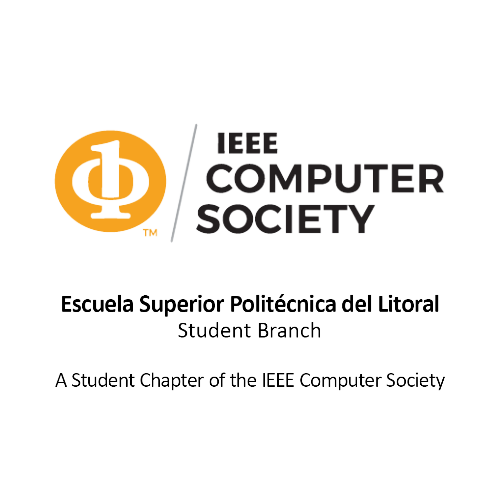 IEEE
COMPUTER
SOCIETY
TM
Escuela Superior Politécnica del Litoral
Student Branch
A Student Chapter of the IEEE Computer Society